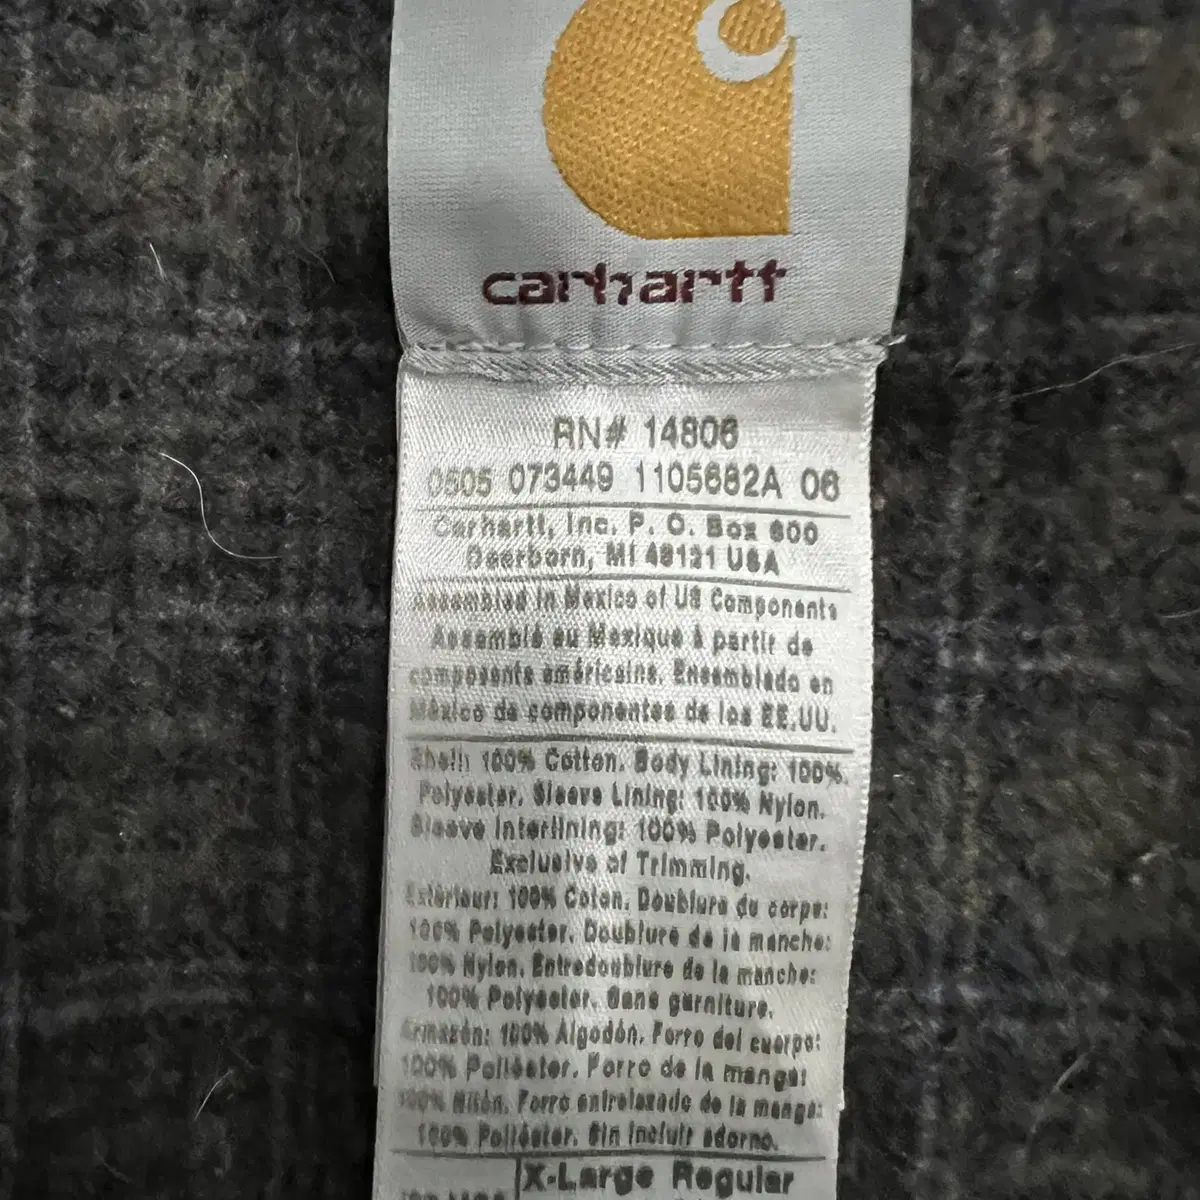 carhartt
RN# 14806
0505 073449 1105682A 06
Carhartt, Inc. P. O. Box 600
Dearborn, MI 48121 USA
Assembled in Mexico of US Components
Assemblé au Mexique à partir de
composants américains. Ensamblado en
México de componentes de los EE.UU.
Shell: 100% Cotton. Body Lining: 100%
Polyester. Sleeve Lining: 100% Nylon.
Sleeve Interlining: 100% Polyester.
Exclusive of Trimming.
Extérieur: 100% Coton. Doublure du corps:
100% Polyester. Doublure de la manche:
100% Nylon. Entredoublure de la manche:
100% Polyester. Sans garniture.
Armazón: 100% Algodón. Forro del cuerpo:
100% Poliéster. Forro de la manga:
100% Nilón. Forro entrelazado de la manga:
100% Poliéster. Sin incluir adorno.
X-Large Regular